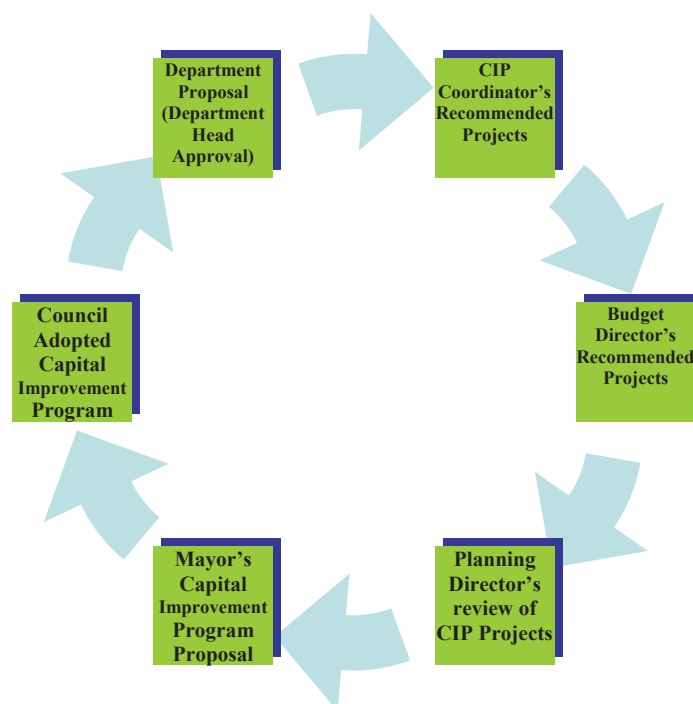 Department
Proposal
(Department
Head
Approval)
CIP
Coordinator’s
Recommended
Projects
Budget
Director’s
Recommended
Projects
Planning
Director’s
review of
CIP Projects
Mayor’s
Capital
Improvement
Program
Proposal
Council
Adopted
Capital
Improvement
Program